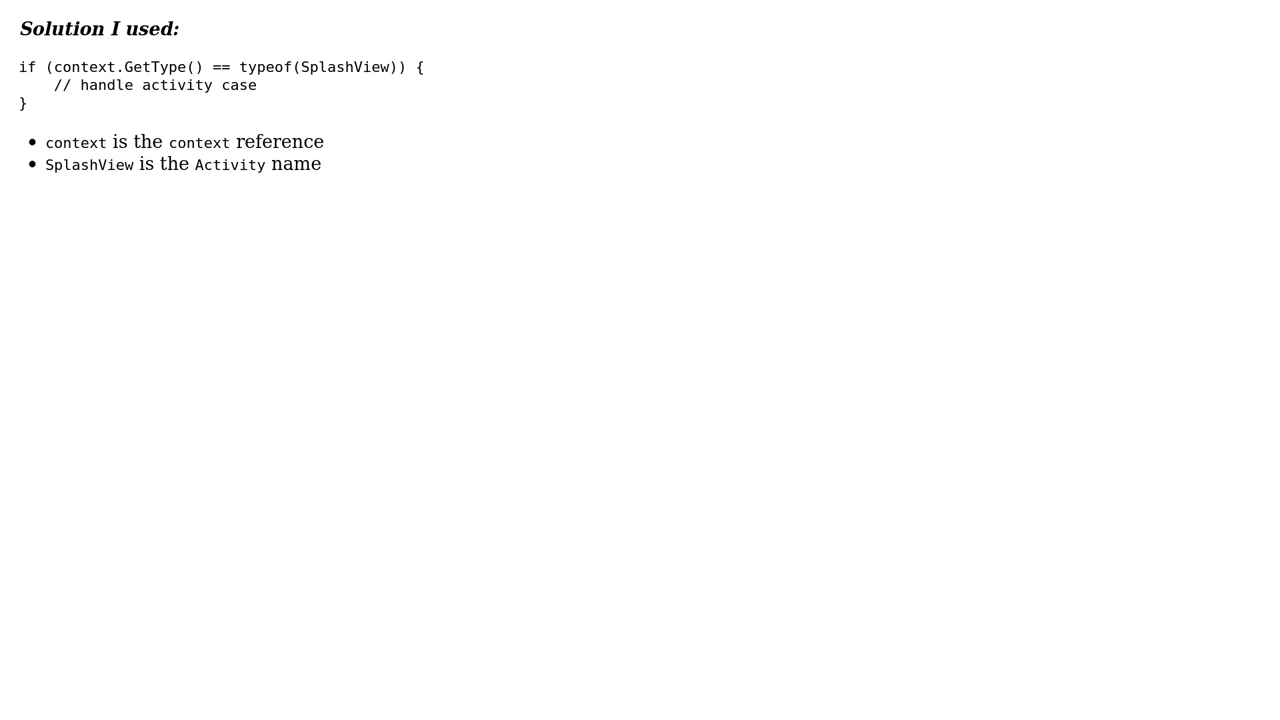 Solution I used:
if (context.GetType() == typeof(SplashView)) {
    // handle activity case
}
• context is the context reference
• SplashView is the Activity name